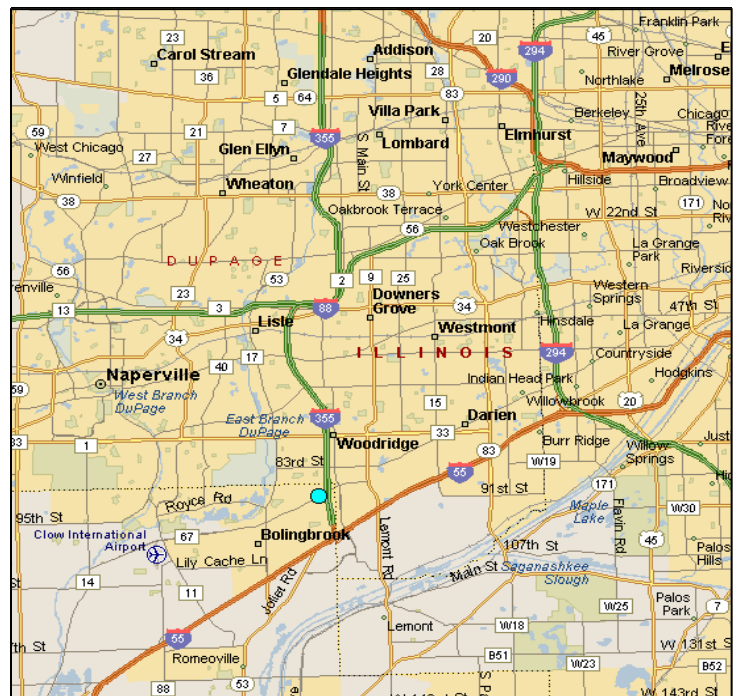 Franklin Park
23
20
45
294
Addison
River Grove
Carol Stream
36
28
290
Melrose
Glendale Heights
Northlake
5
64
83
Villa Park
25th Ave
Berkeley
Chicago
59
21
7
355
S Main St
Lombard
Elmhurst
West Chicago
27
Glen Ellyn
Maywood
Winfield
Wheaton
38
York Center
Hillside
Broadview
38
171
Oakbrook Terrace
W 22nd St
56
Westchester
DUPAGE
Oak Brook
La Grange
Park
56
53
2
9
25
Riverside
enville
23
Western
Springs
13
3
88
Downers
Grove
34
47th St
Lisle
Hinsdale
La Grange
34
Westmont
17
ILLINOIS
294
Countryside
40
Naperville
Indian Head Park
Hodgkins
59
West Branch
DuPage
15
Willowbrook
20
East Branch
DuPage
355
Darien
33
1
Woodridge
83
Burr Ridge
Willow
Springs
Just
83rd St
55
W19
91st St
171
Royce Rd
Maple
Lake
Flavin Rd
W30
95th St
Clow International
Airport
67
Bolingbrook
Lemont Rd
107th St
45
Palos
Hills
Lily Cache Ln
Main St
Saganashkee
Slough
14
11
Joliet Rd
W25
Palos
Park
7
Lemont
W18
55
W 131st S
7th St
Romeoville
B51
W23
B52
88
53
W 143rd St